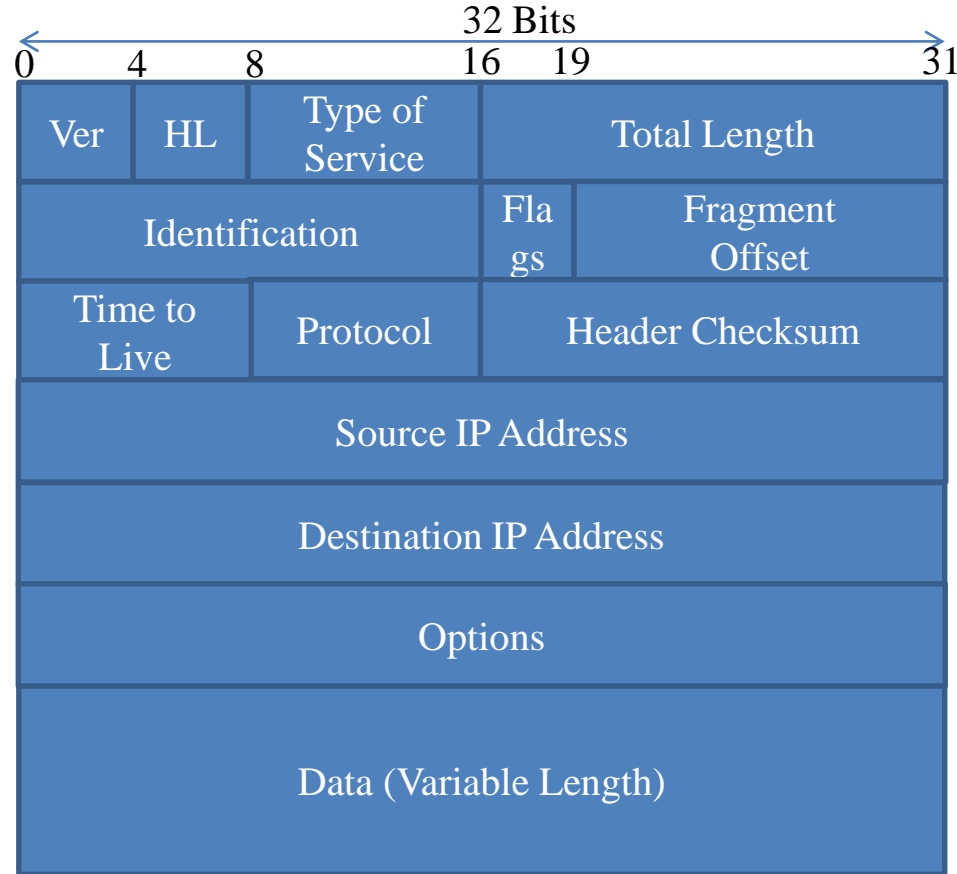 32 Bits
0 4 8 16 19 31
Ver HL Type of Service Total Length
Identification Fla gs Fragment Offset
Time to Live Protocol Header Checksum
Source IP Address
Destination IP Address
Options
Data (Variable Length)